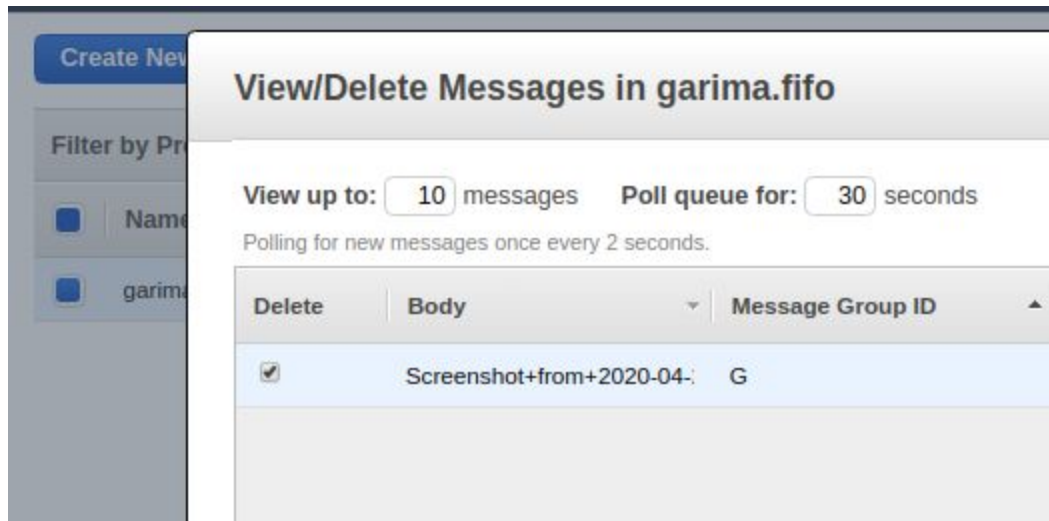 Create New
View/Delete Messages in garima.fifo
Filter by Pr
View up to: 10 messages Poll queue for: 30 seconds
Name
Polling for new messages once every 2 seconds.
garima
Delete Body Message Group ID
Screenshot+from+2020-04- G